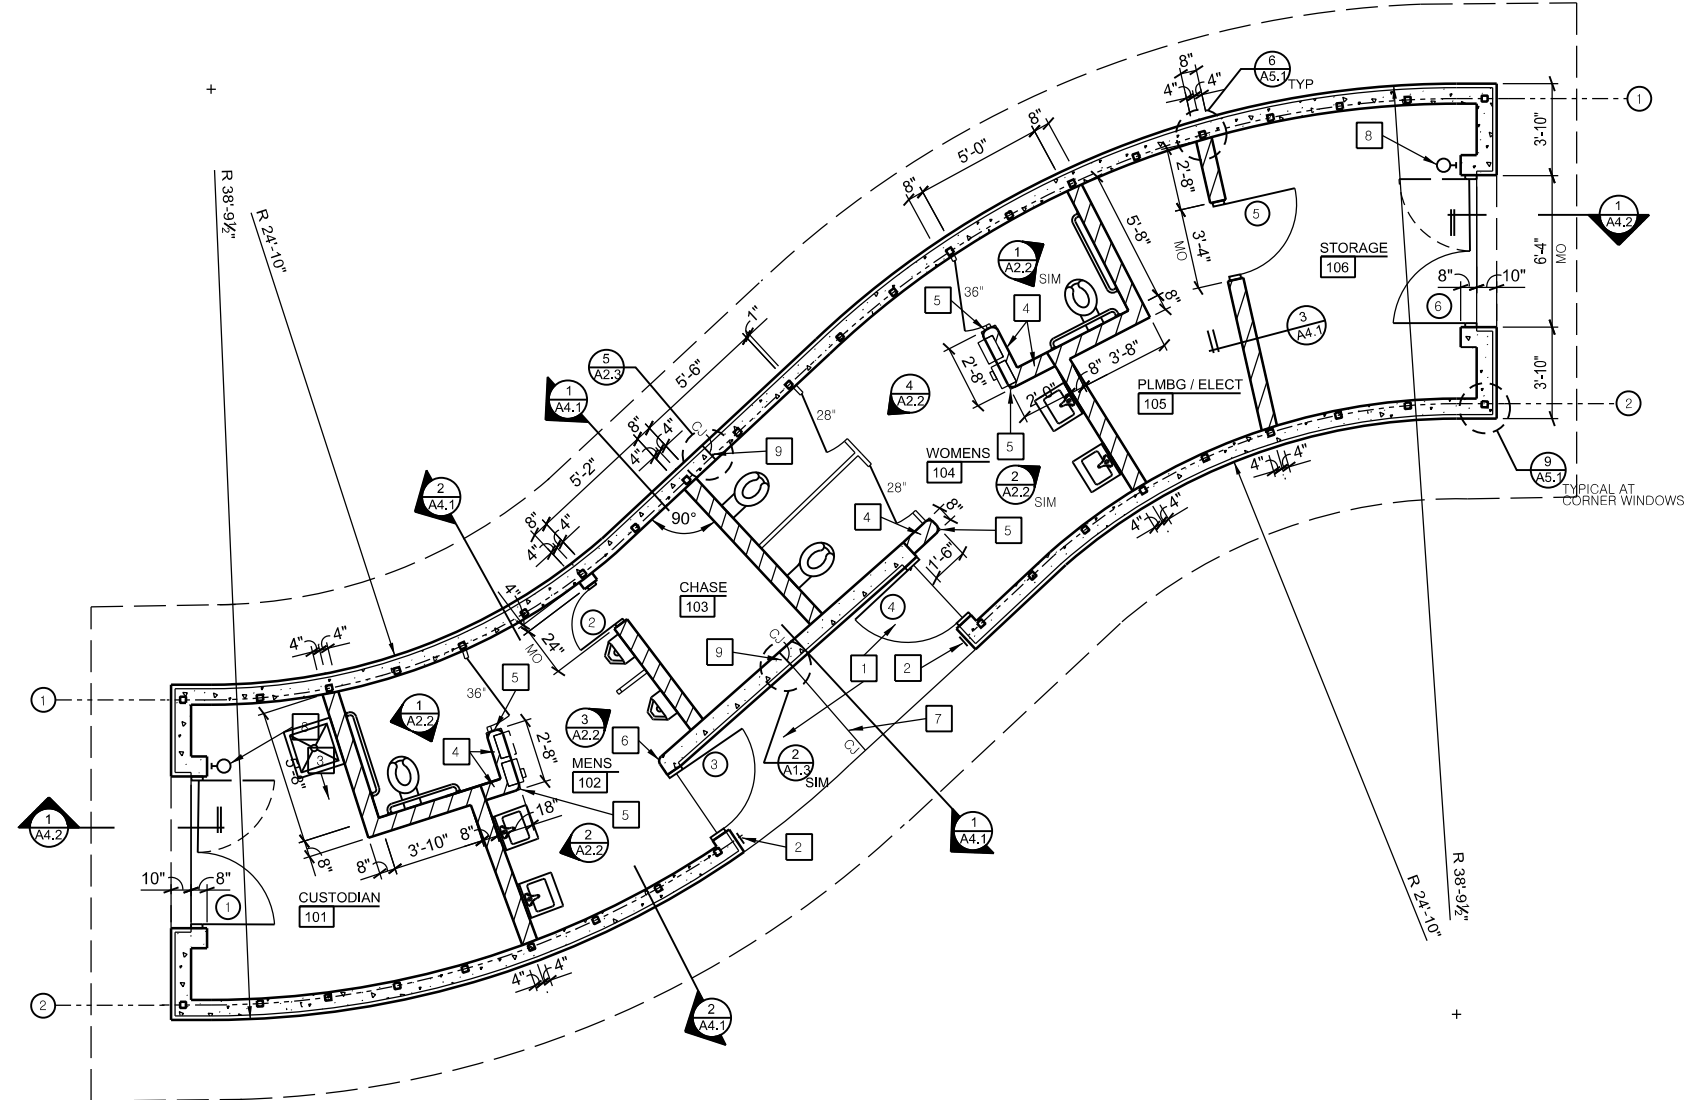 6
A5.1
TYP
8"
4"
4"
1
3'-10"
8
8"
5'-0"
8"
2'-8"
5
3'-4"
MO
STORAGE
106
1
A4.2
6'-4"
MO
8"
10"
6
R 38'-9½"
R 24'-10"
1
A2.2
SIM
5'-8"
8"
36"
5
4
3
A4.1
1"
5'-6"
5
A2.3
1
A4.1
2'-8"
8"
3'-8"
2'-0"
PLMBG / ELECT
105
3'-10"
2
4
A2.2
28"
8"
4"
4"
CJ
9
5
WOMENS
104
2
A2.2
SIM
4"
4"
9
A5.1
TYPICAL AT
CORNER WINDOWS
5'-2"
2
A4.1
28"
4
8"
5
4"
4"
90°
8"
4"
4"
1'-6"
CHASE
103
4
4"
2
24"
MO
CJ
9
1
2
4"
4"
36"
5
7
CJ
1
1
A2.2
3
A2.2
6
3
2
A1.3
SIM
8
3
5'-8"
4
2'-8"
MENS
102
5
18"
1
A4.2
8"
8"
3'-10"
8"
2
A2.2
2
1
A4.1
10"
8"
1
CUSTODIAN
101
R 38'-9½"
R 24'-10"
4"
4"
2
2
A4.1